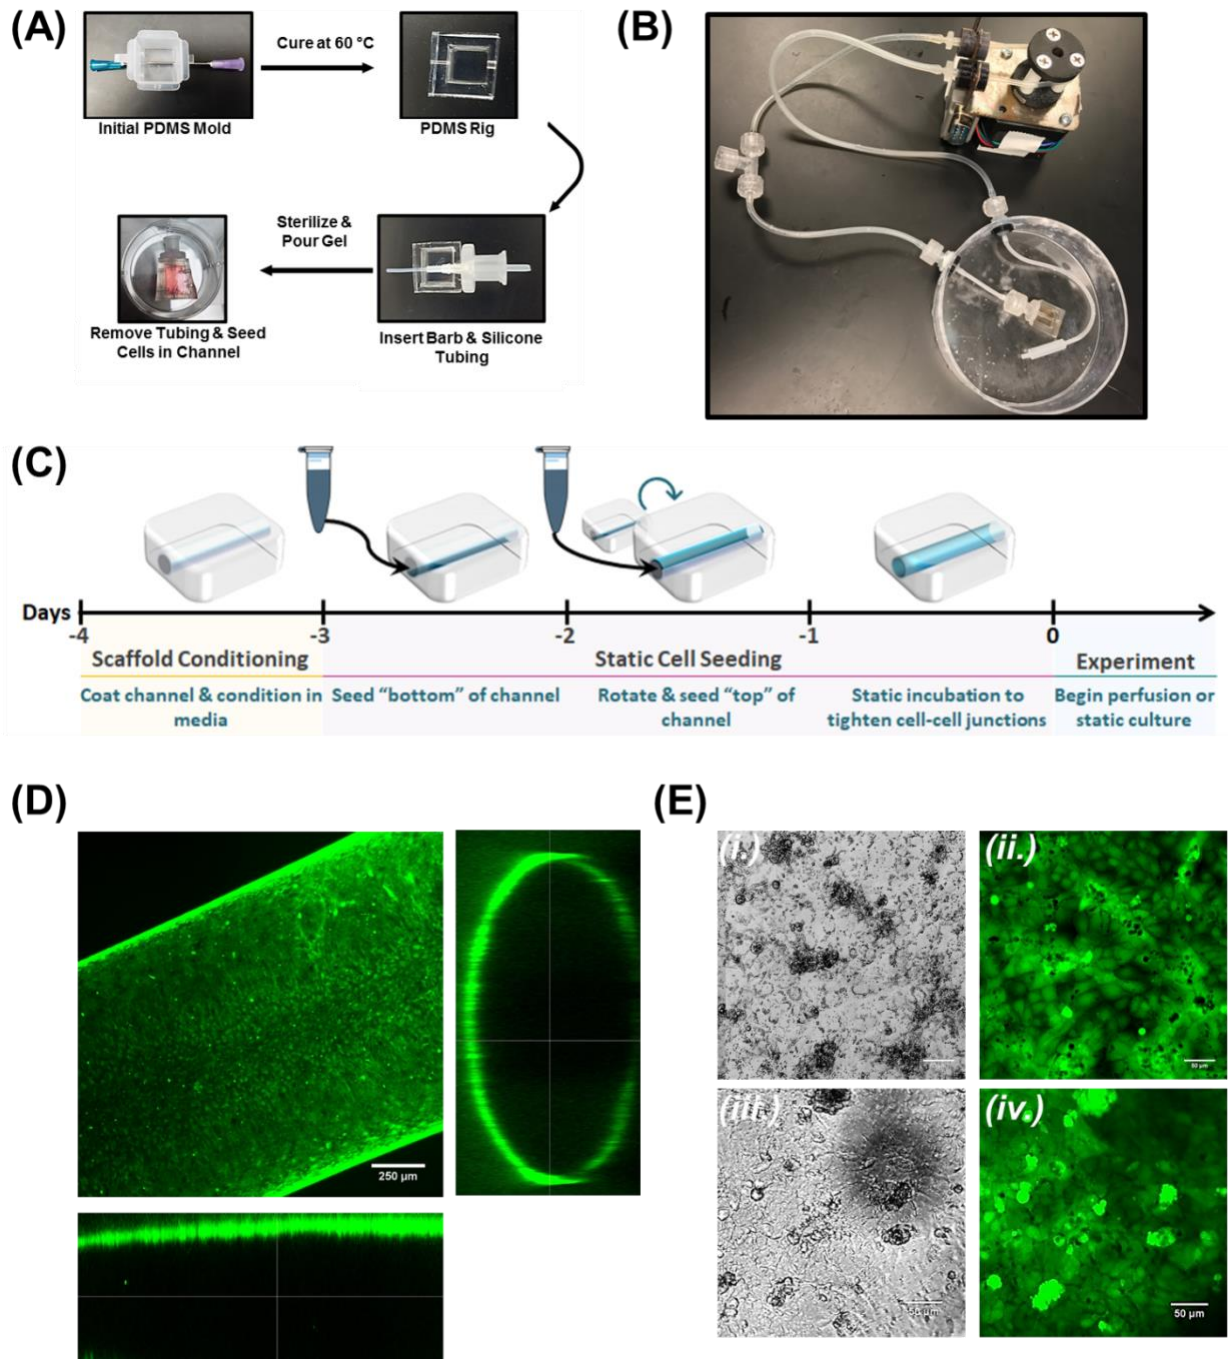 (A)
Cure at 60 °C
Initial PDMS Mold
PDMS Rig
Sterilize &
Pour Gel
Remove Tubing & Seed
Cells in Channel
Insert Barb & Silicone
Tubing
(B)
(C)
Days
-4
-3
-2
-1
0
Scaffold Conditioning
Static Cell Seeding
Experiment
Coat channel & condition in
media
Seed “bottom” of channel
Rotate & seed “top” of
channel
Static incubation to
tighten cell-cell junctions
Begin perfusion or
static culture
(D)
250 µm
(E)
(i.)
(ii.)
50 µm
(iii.)
50 µm
(iv.)
50 µm